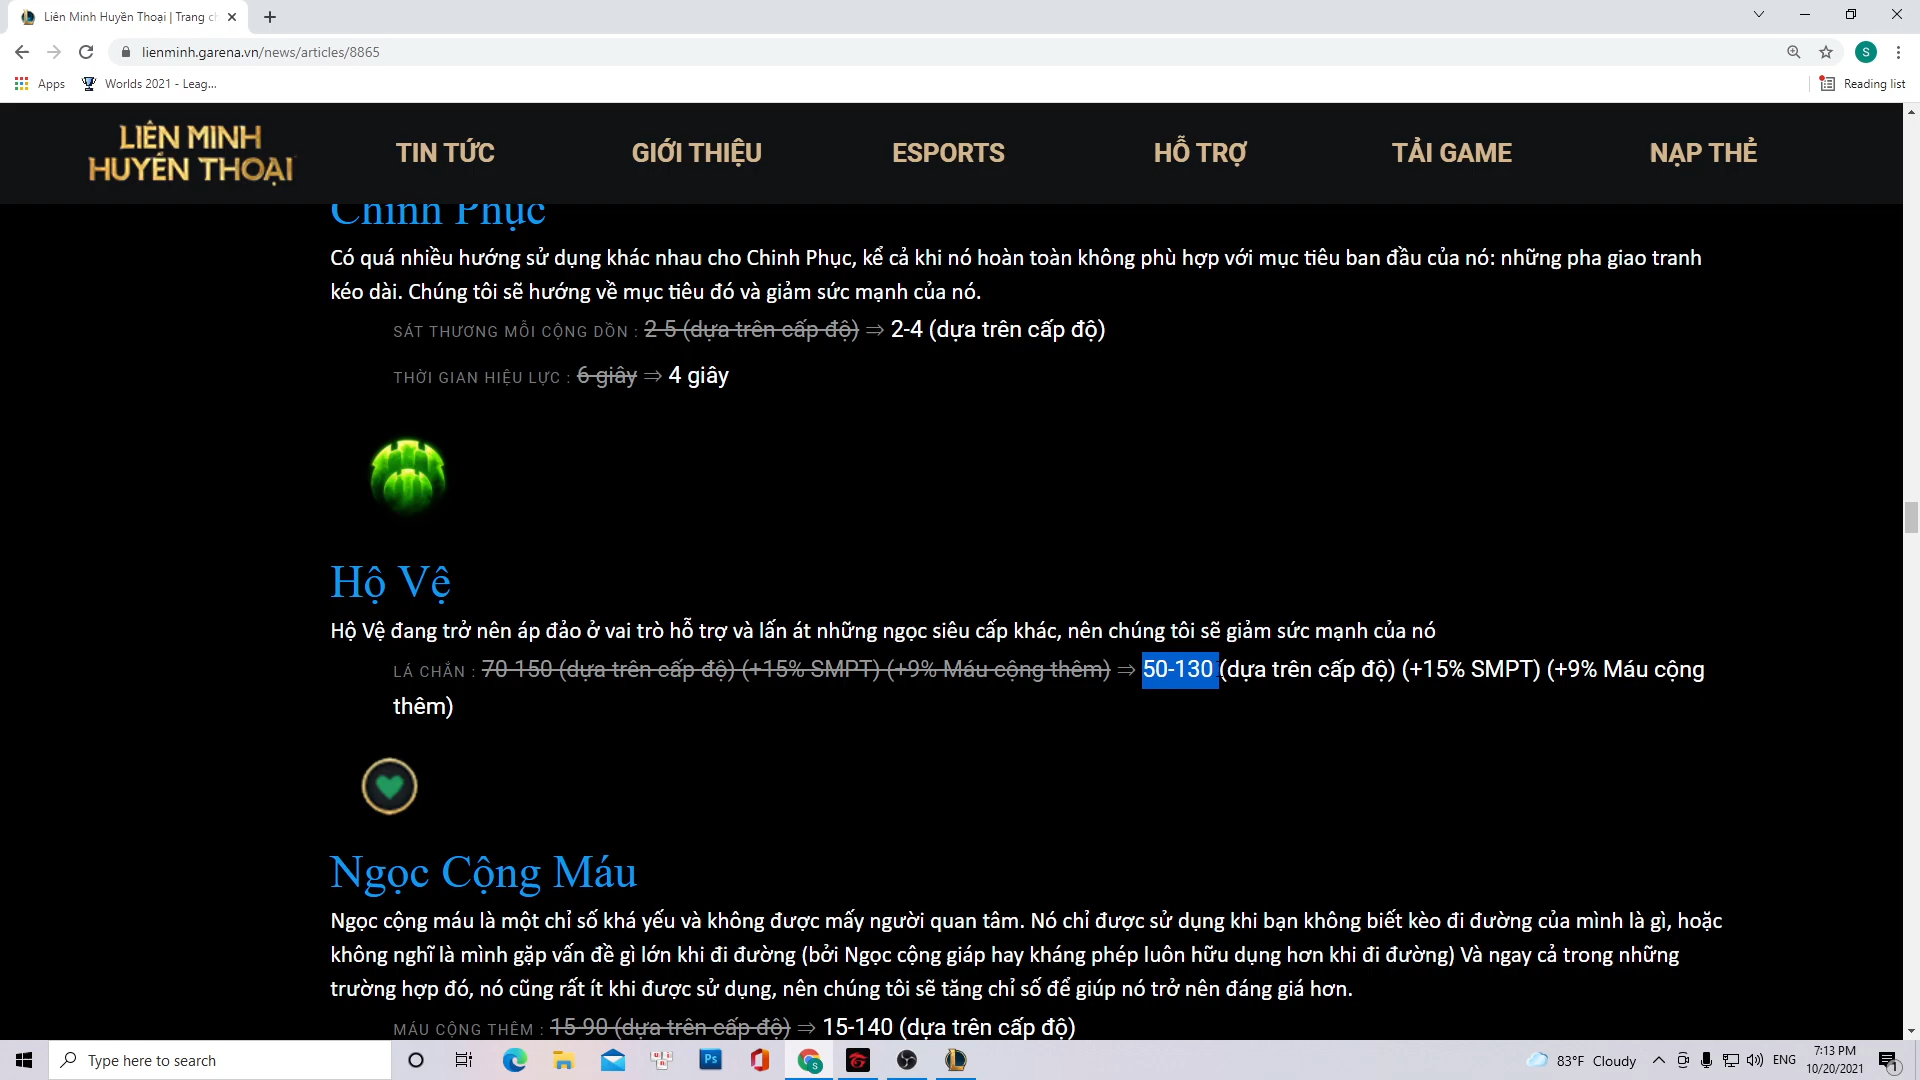 Liên Minh Huyền Thoại | Trang ch
lienminh.garena.vn/news/articles/8865
S
Apps
Worlds 2021 - Leag...
Reading list
LIÊN MINH
HUYỀN THOẠI
TIN TỨC
GIỚI THIỆU
ESPORTS
HỖ TRỢ
TẢI GAME
NẠP THẺ
Chinh Phục
Có quá nhiều hướng sử dụng khác nhau cho Chinh Phục, kể cả khi nó hoàn toàn không phù hợp với mục tiêu ban đầu của nó: những pha giao tranh
kéo dài. Chúng tôi sẽ hướng về mục tiêu đó và giảm sức mạnh của nó.
SÁT THƯƠNG MỖI CỘNG DỒN : 2-5 (dựa trên cấp độ) ⇒ 2-4 (dựa trên cấp độ)
THỜI GIAN HIỆU LỰC : 6 giây ⇒ 4 giây
Hộ Vệ
Hộ Vệ đang trở nên áp đảo ở vai trò hỗ trợ và lấn át những ngọc siêu cấp khác, nên chúng tôi sẽ giảm sức mạnh của nó
LÁ CHẮN : 70-150 (dựa trên cấp độ) (+15% SMPT) (+9% Máu cộng thêm) ⇒ 50-130 (dựa trên cấp độ) (+15% SMPT) (+9% Máu cộng
thêm)
Ngọc Cộng Máu
Ngọc cộng máu là một chỉ số khá yếu và không được mấy người quan tâm. Nó chỉ được sử dụng khi bạn không biết kèo đi đường của mình là gì, hoặc
không nghĩ là mình gặp vấn đề gì lớn khi đi đường (bởi Ngọc cộng giáp hay kháng phép luôn hữu dụng hơn khi đi đường) Và ngay cả trong những
trường hợp đó, nó cũng rất ít khi được sử dụng, nên chúng tôi sẽ tăng chỉ số để giúp nó trở nên đáng giá hơn.
MÁU CỘNG THÊM : 15-90 (dựa trên cấp độ) ⇒ 15-140 (dựa trên cấp độ)
Type here to search
Ps
83°F Cloudy
ENG
7:13 PM
10/20/2021
1